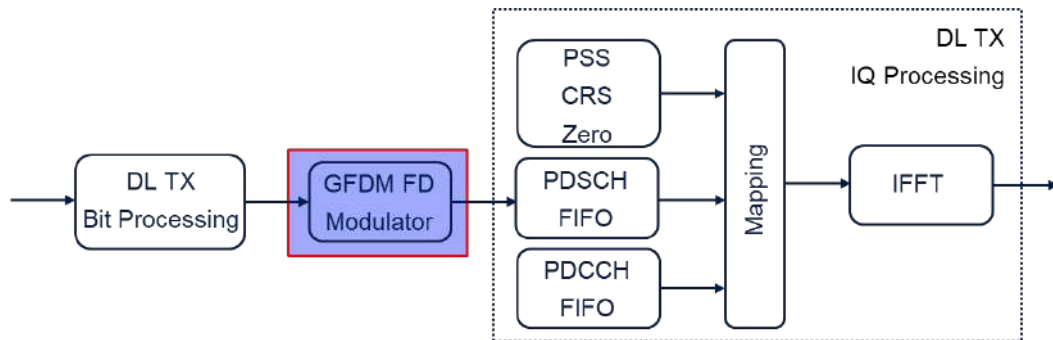 DL TX
IQ Processing
PSS
CRS
Zero
DL TX
Bit Processing
GFDM FD
Modulator
PDSCH
FIFO
PDCCH
FIFO
Mapping
IFFT